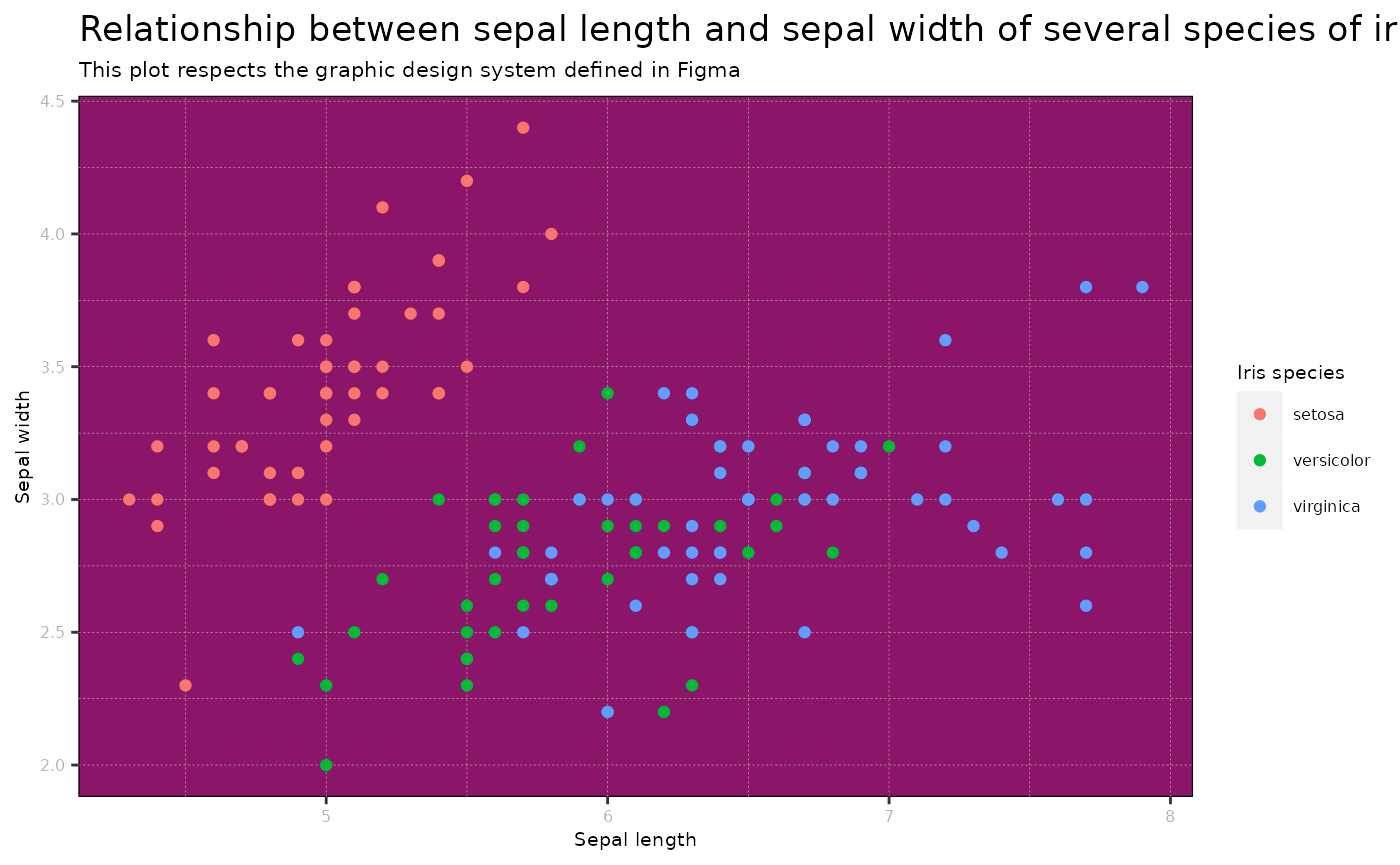 Relationship between sepal length and sepal width of several species of ir
This plot respects the graphic design system defined in Figma
4.5
4.0
3.5
3.0
2.5
2.0
Sepal width
5 6 7 8
Sepal length
Iris species
setosa
versicolor
virginica